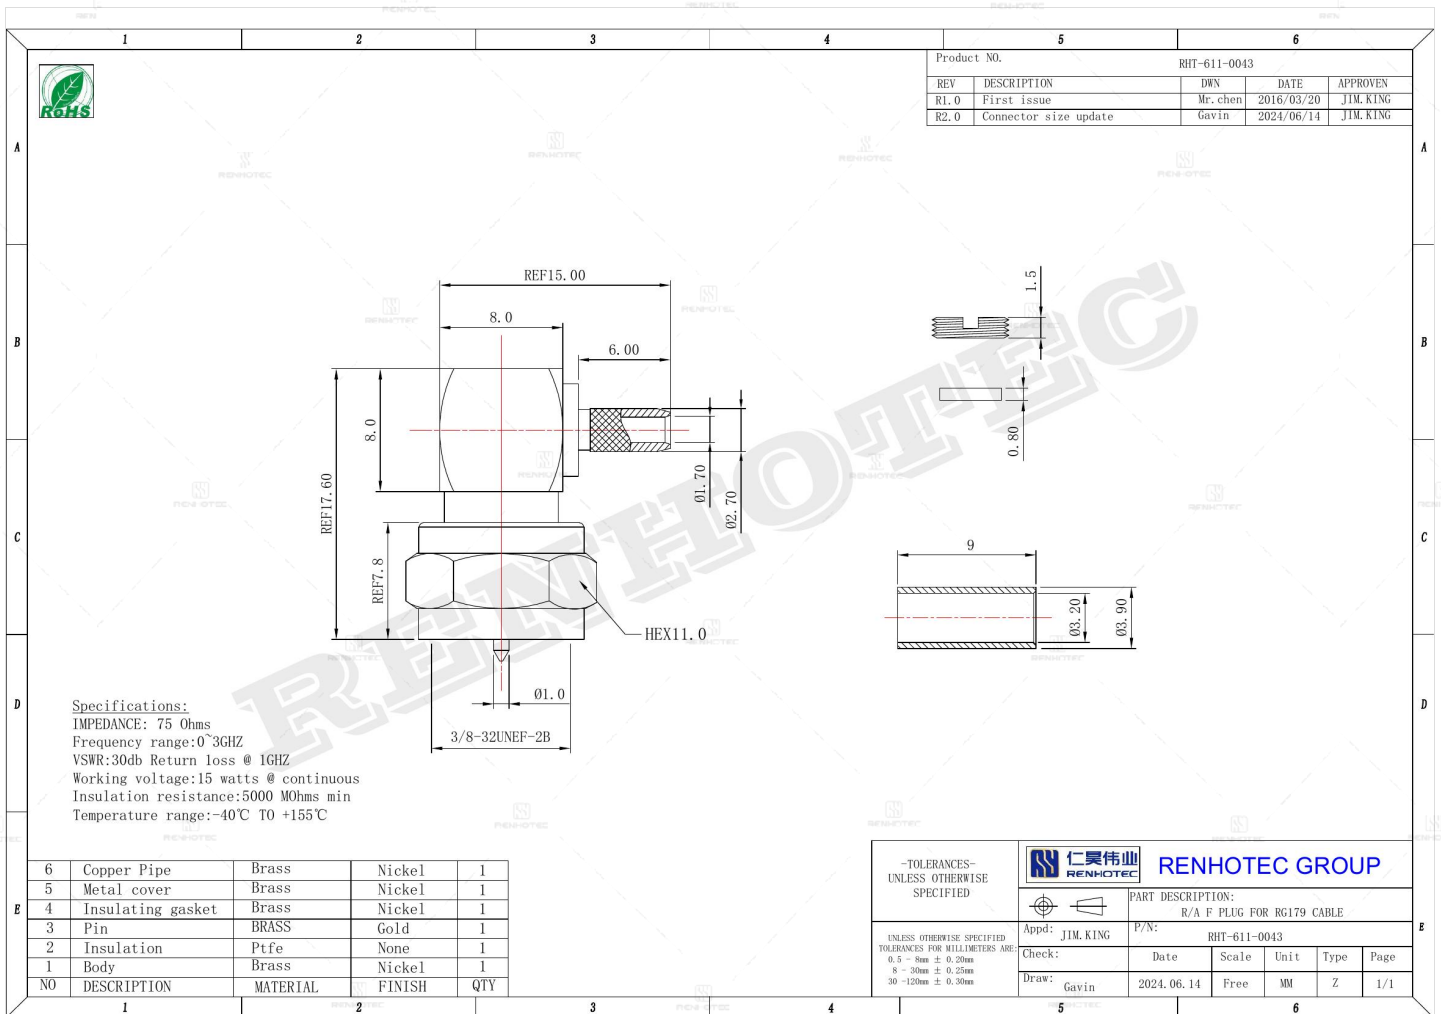 1 2 3 4 5 6
Product NO. RHT-611-0043
REV DESCRIPTION DWN DATE APPROVEN
R1.0 First issue Mr.chen 2016/03/20 JIM.KING
R2.0 Connector size update Gavin 2024/06/14 JIM.KING
RoHS
A A
REF15.00
8.0
6.00
1.5
B B
8.0
0.80
REF17.60
Ø1.70
Ø2.70
C C
REF7.8
9
Ø3.20
Ø3.90
HEX11.0
RENHOTEC
Ø1.0
3/8-32UNEF-2B
D D
Specifications:
IMPEDANCE: 75 Ohms
Frequency range:0~3GHZ
VSWR:30db Return loss @ 1GHZ
Working voltage:15 watts @ continuous
Insulation resistance:5000 MOhms min
Temperature range:-40℃ TO +155℃
6 Copper Pipe Brass Nickel 1
5 Metal cover Brass Nickel 1
4 Insulating gasket Brass Nickel 1
3 Pin BRASS Gold 1
2 Insulation Ptfe None 1
1 Body Brass Nickel 1
NO DESCRIPTION MATERIAL FINISH QTY
E E
-TOLERANCES-
UNLESS OTHERWISE
SPECIFIED
UNLESS OTHERWISE SPECIFIED
TOLERANCES FOR MILLIMETERS ARE:
0.5 - 8mm ± 0.20mm
8 - 30mm ± 0.25mm
30 -120mm ± 0.30mm
仁昊伟业
RENHOTEC
RENHOTEC GROUP
PART DESCRIPTION:
R/A F PLUG FOR RG179 CABLE
Appd: JIM.KING
P/N: RHT-611-0043
Check:
Date Scale Unit Type Page
Draw: Gavin
2024.06.14 Free MM Z 1/1
1 2 3 4 5 6